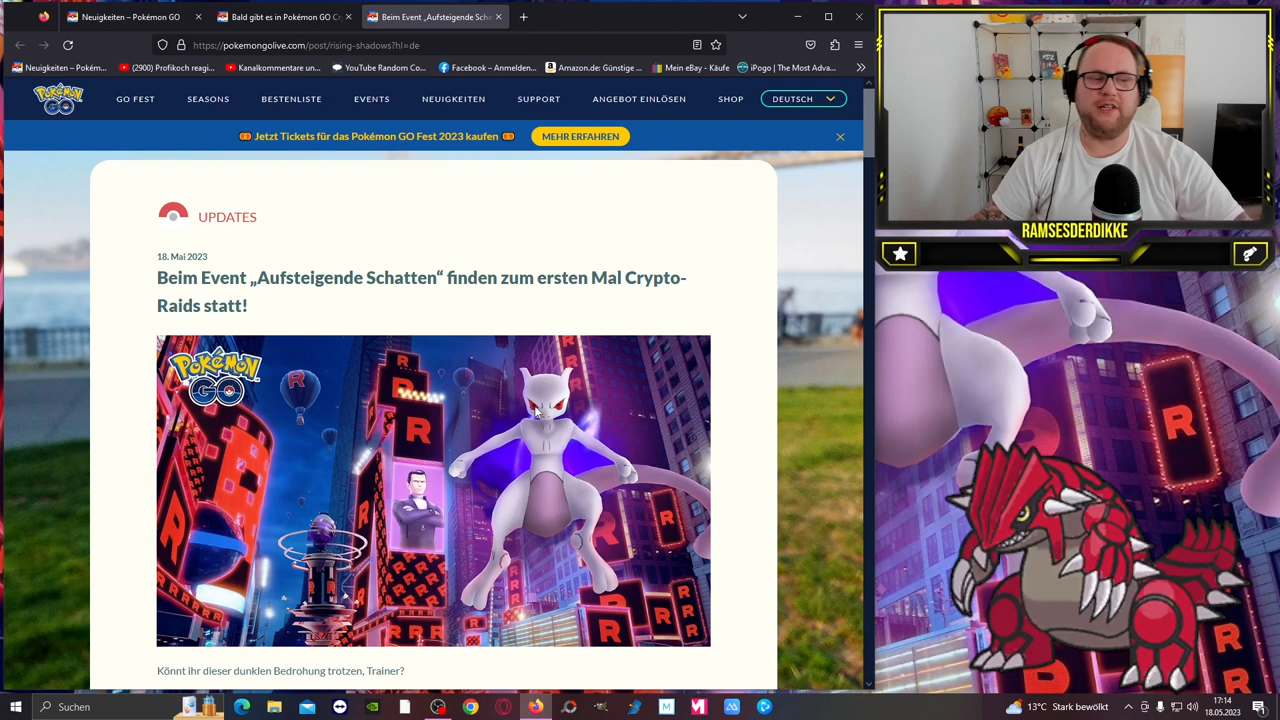 Neuigkeiten – Pokémon GO
Bald gibt es in Pokémon GO C
Beim Event „Aufsteigende Scha
https://pokemongolive.com/post/rising-shadows?hl=de
Neuigkeiten – Pokém...
(2900) Profikoch reagi...
Kanalkommentar­un...
YouTube Random Co...
Facebook – Anmelden...
Amazon.de: Günstige ...
Mein eBay - Käufe
iPogo | The Most Adva...
POKÉMON GO
GO FEST
SEASONS
BESTENLISTE
EVENTS
NEUIGKEITEN
SUPPORT
ANGEBOT EINLÖSEN
SHOP
DEUTSCH
Jetzt Tickets für das Pokémon GO Fest 2023 kaufen
MEHR ERFAHREN
RAMSESDERDIKKE
UPDATES
18. Mai 2023
Beim Event „Aufsteigende Schatten“ finden zum ersten Mal Crypto-
Raids statt!
POKÉMON GO
R
Könnt ihr dieser dunklen Bedrohung trotzen, Trainer?
Suchen
13°C Stark bewölkt
17:14
18.05.2023